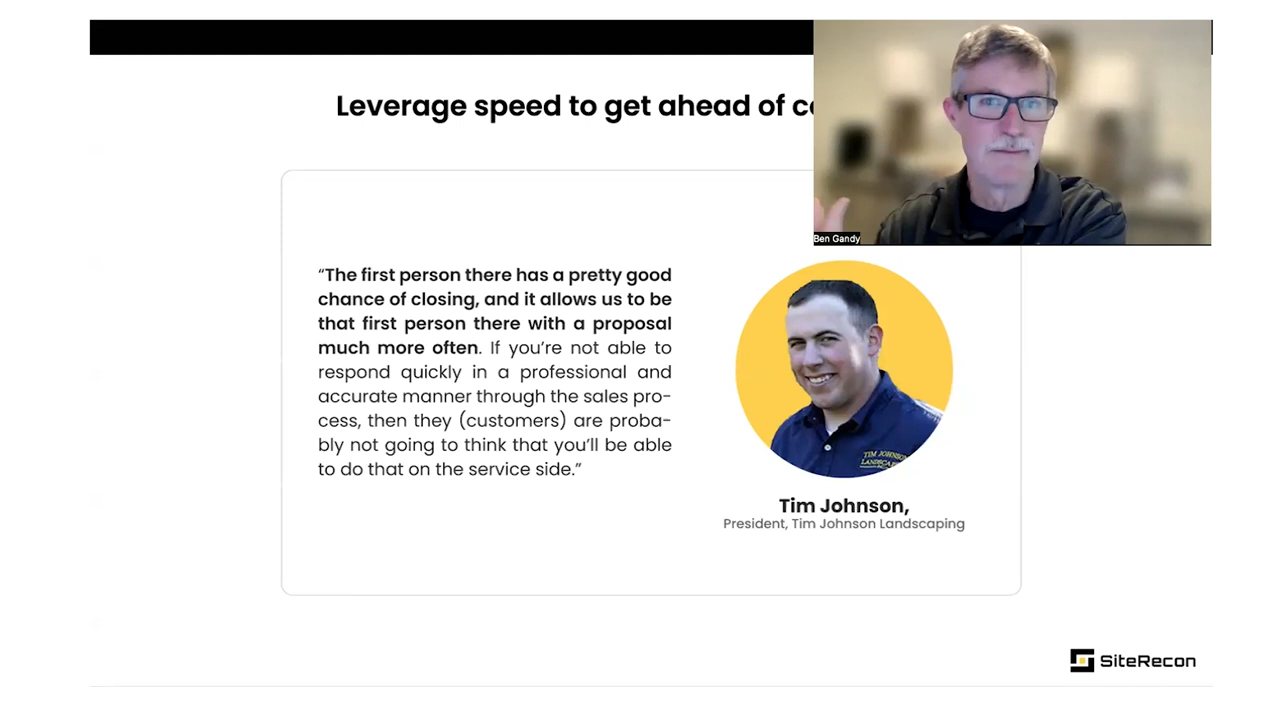 Leverage speed to get ahead of
Ben Gandy
“The first person there has a pretty good
chance of closing, and it allows us to be
that first person there with a proposal
much more often. If you’re not able to
respond quickly in a professional and
accurate manner through the sales pro-
cess, then they (customers) are proba-
bly not going to think that you’ll be able
to do that on the service side.”
TIM JOHNSON
Tim Johnson,
President, Tim Johnson Landscaping
SiteRecon